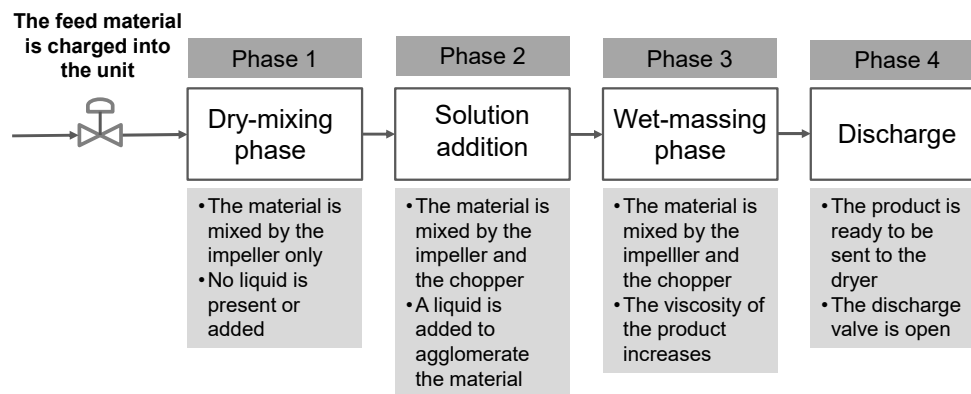 The feed material
is charged into
the unit
Phase 1
Dry-mixing
phase
• The material is
mixed by the
impeller only
• No liquid is
present or
added
Phase 2
Solution
addition
• The material is
mixed by the
impeller and
the chopper
• A liquid is
added to
agglomerate
the material
Phase 3
Wet-massing
phase
• The material is
mixed by the
impelller and
the chopper
• The viscosity of
the product
increases
Phase 4
Discharge
• The product is
ready to be
sent to the
dryer
• The discharge
valve is open